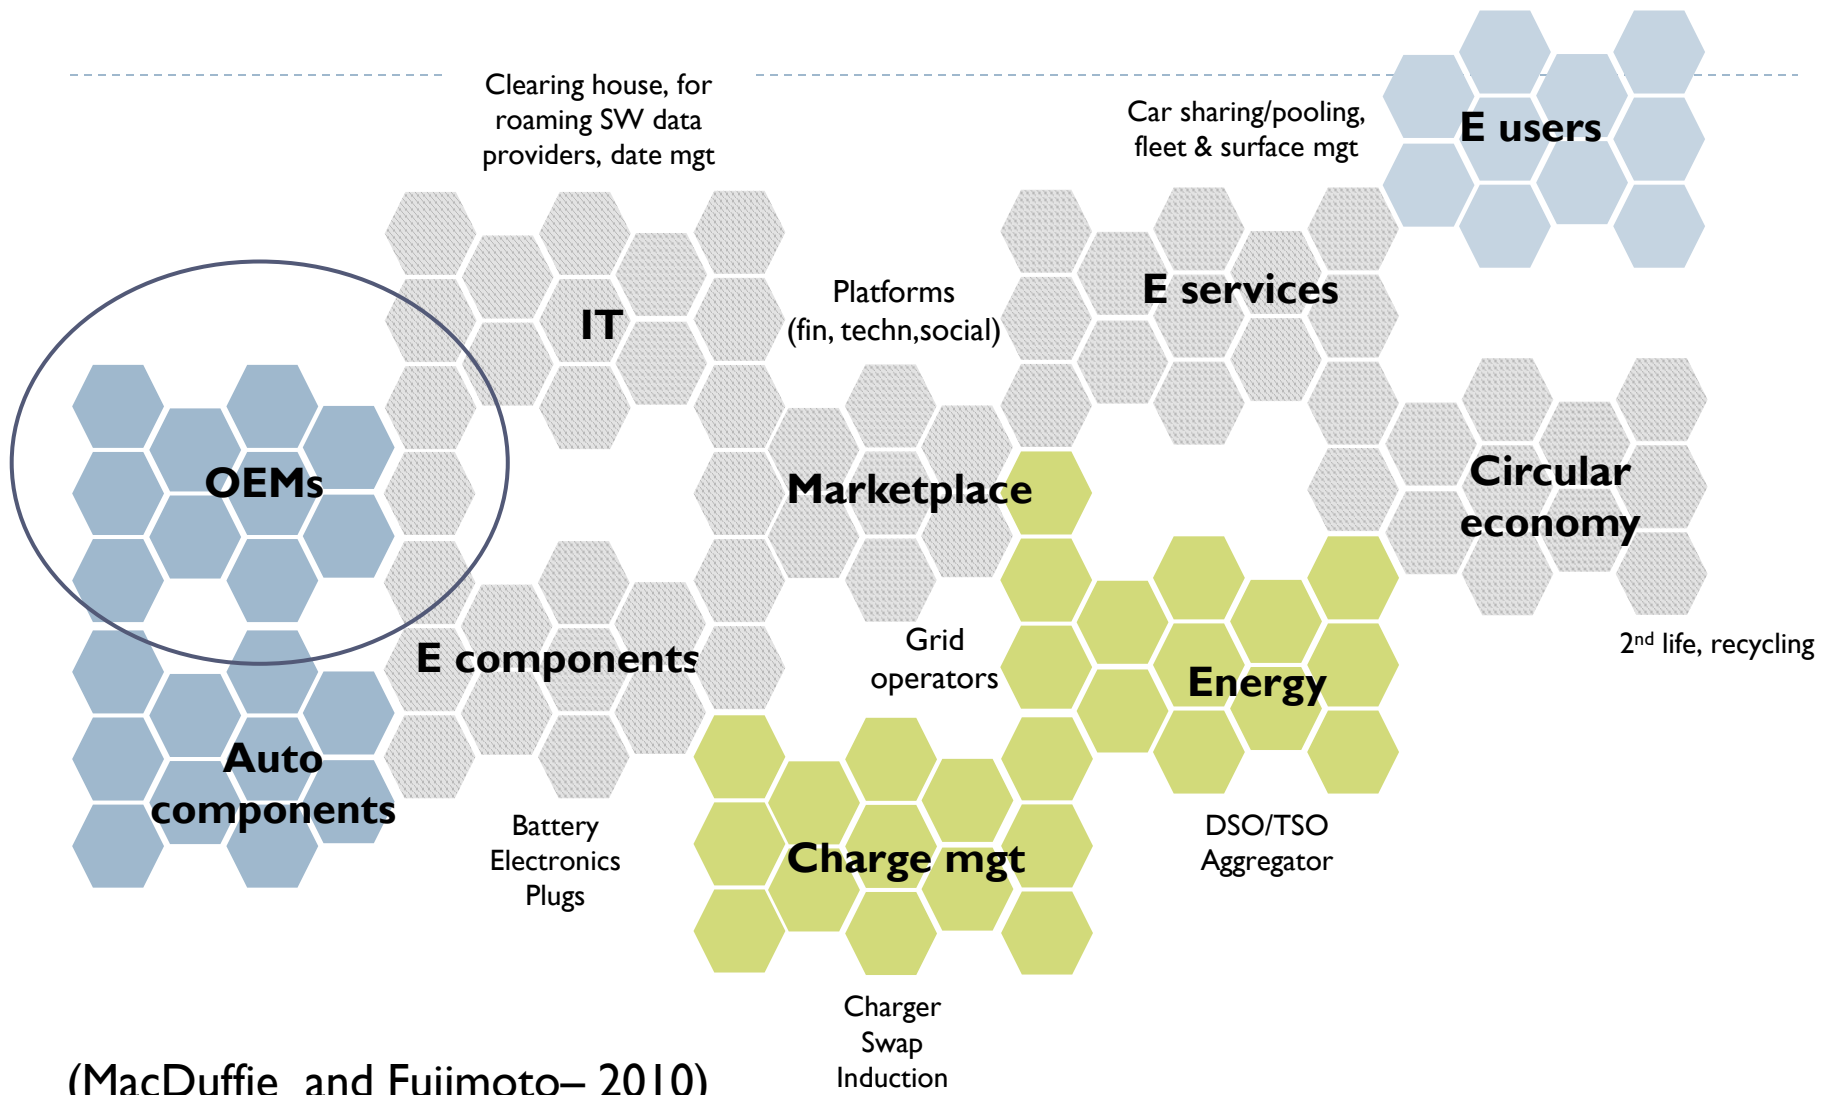 Clearing house, for
roaming SW data
providers, date mgt
Car sharing/pooling,
fleet & surface mgt
E users
IT
Platforms
(fin, techn,social)
E services
OEMs
Marketplace
Circular
economy
E components
Grid
operators
Energy
2nd life, recycling
Auto
components
Battery
Electronics
Plugs
Charge mgt
DSO/TSO
Aggregator
Charger
Swap
Induction
(MacDuffie and Fujimoto– 2010)